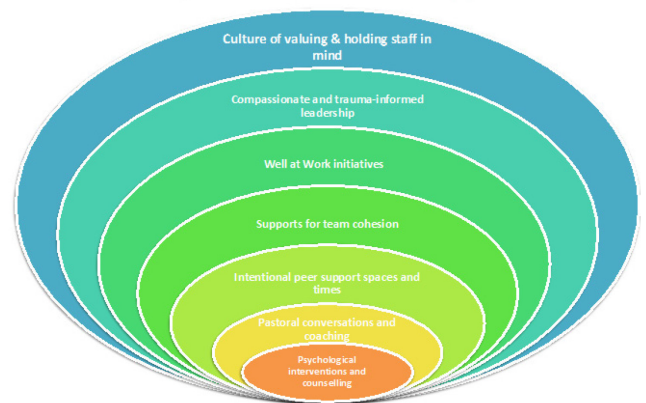 Culture of valuing & holding staff in
mind
Compassionate and trauma-informed
leadership
Well at Work initiatives
Supports for team cohesion
Intentional peer support spaces and
times
Pastoral conversations and
coaching
Psychological
interventions and
counselling